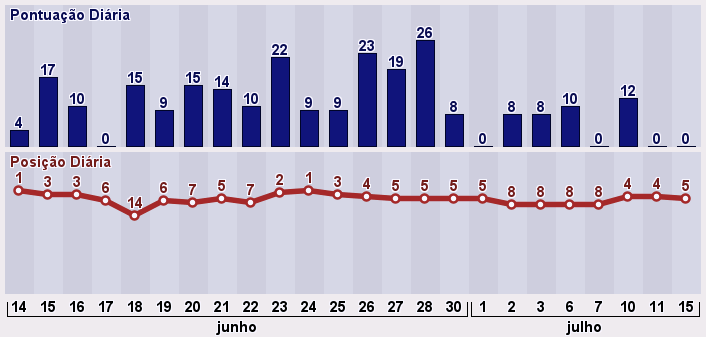 Pontuação Diária
4 17 10 0 15 9 15 14 10 22 9 9 23 19 26 8 0 8 8 10 0 12 0 0
Posição Diária
1 3 3 6 14 6 7 5 7 2 1 3 4 5 5 5 5 8 8 8 8 4 4 5
14 15 16 17 18 19 20 21 22 23 24 25 26 27 28 30 1 2 3 6 7 10 11 15
junho julho